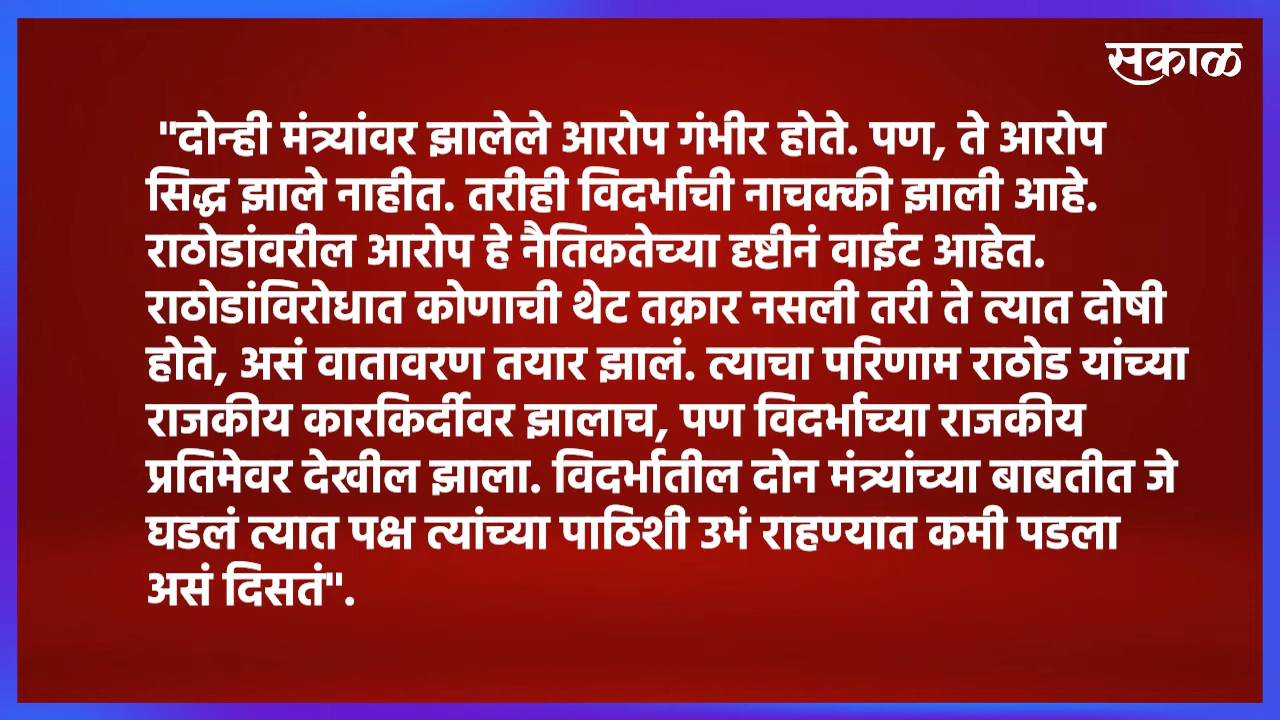 सकाळ
"दोन्ही मंत्र्यांवर झालेले आरोप गंभीर होते. पण, ते आरोप
सिद्ध झाले नाहीत. तरीही विदर्भाची नाचक्की झाली आहे.
राठोडांवरील आरोप हे नैतिकतेच्या दृष्टीनं वाईट आहेत.
राठोडांविरोधात कोणाची थेट तक्रार नसली तरी ते त्यात दोषी
होते, असं वातावरण तयार झालं. त्याचा परिणाम राठोड यांच्या
राजकीय कारकिर्दीवर झालाच, पण विदर्भाच्या राजकीय
प्रतिमेवर देखील झाला. विदर्भातील दोन मंत्र्यांच्या बाबतीत जे
घडलं त्यात पक्ष त्यांच्या पाठिशी उभं राहण्यात कमी पडला
असं दिसतं".